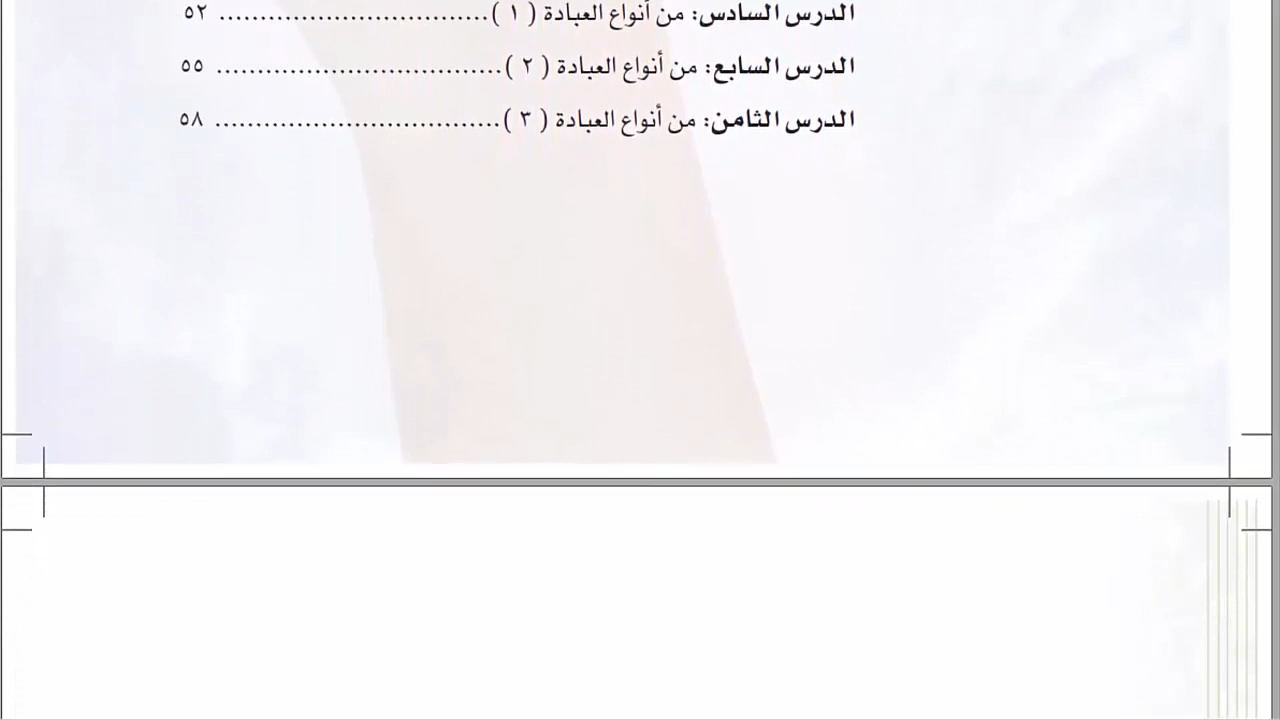 الدرس السادس: من أنواع العبادة ( ١ ) ................................. ٥٢
الدرس السابع: من أنواع العبادة ( ٢ ) ................................... ٥٥
الدرس الثامن: من أنواع العبادة ( ٣ ) ................................... ٥٨